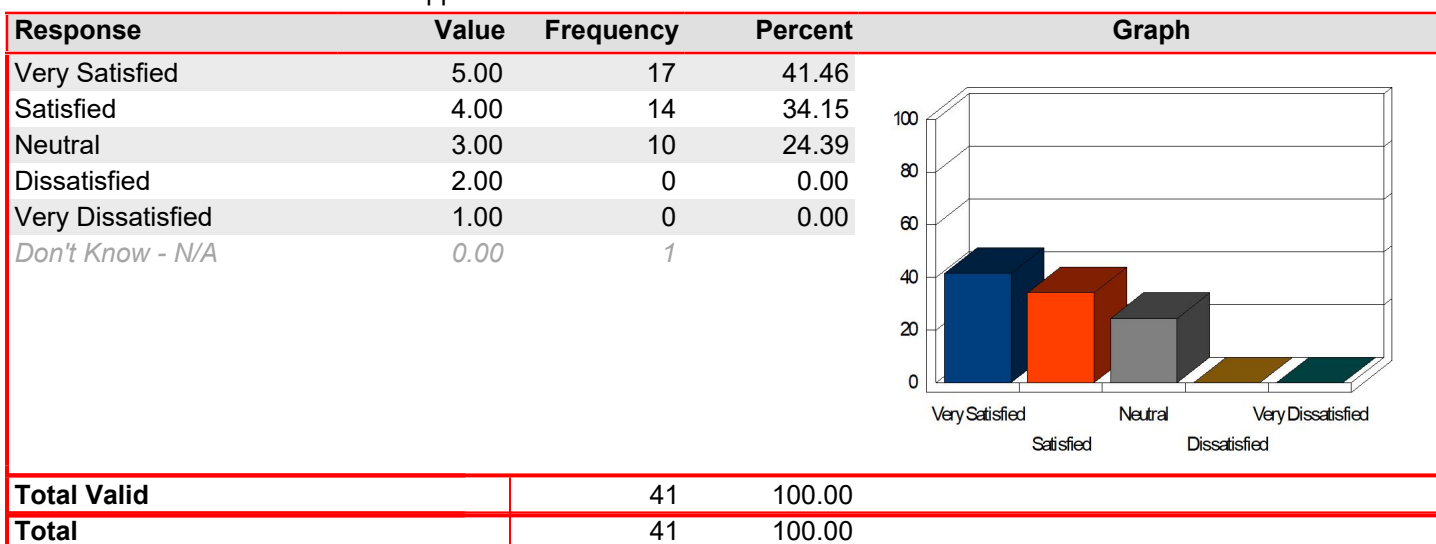 Response Value Frequency Percent Graph
Very Satisfied 5.00 17 41.46
Satisfied 4.00 14 34.15
Neutral 3.00 10 24.39
Dissatisfied 2.00 0 0.00
Very Dissatisfied 1.00 0 0.00
Don't Know - N/A 0.00 1
100
80
60
40
20
0
Very Satisfied Neutral Very Dissatisfied
Satisfied Dissatisfied
Total Valid 41 100.00
Total 41 100.00